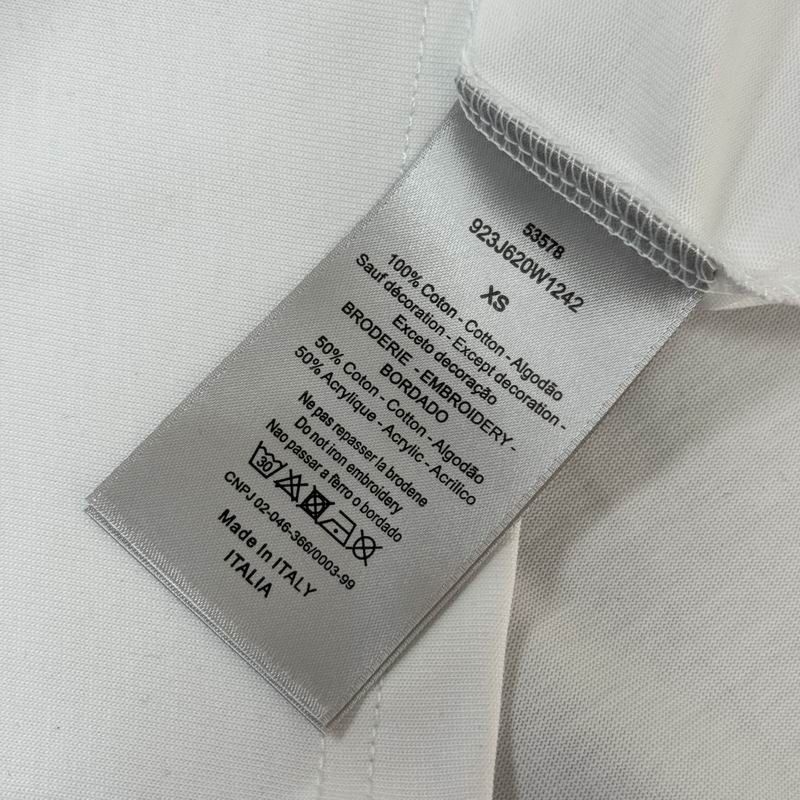 53578
923J620W1242
XS
100% Coton - Cotton - Algodão
Sauf décoration - Except decoration -
Exceto decoração
BRODERIE - EMBROIDERY -
BORDADO
50% Coton - Cotton - Algodão
50% Acrylique - Acrylic - Acrilico
Ne pas repasser la brodene
Do not iron embroidery
Nao passar a ferro o bordado
30
CNPJ 02-046-366/0003-99
Made In ITALY
ITALIA